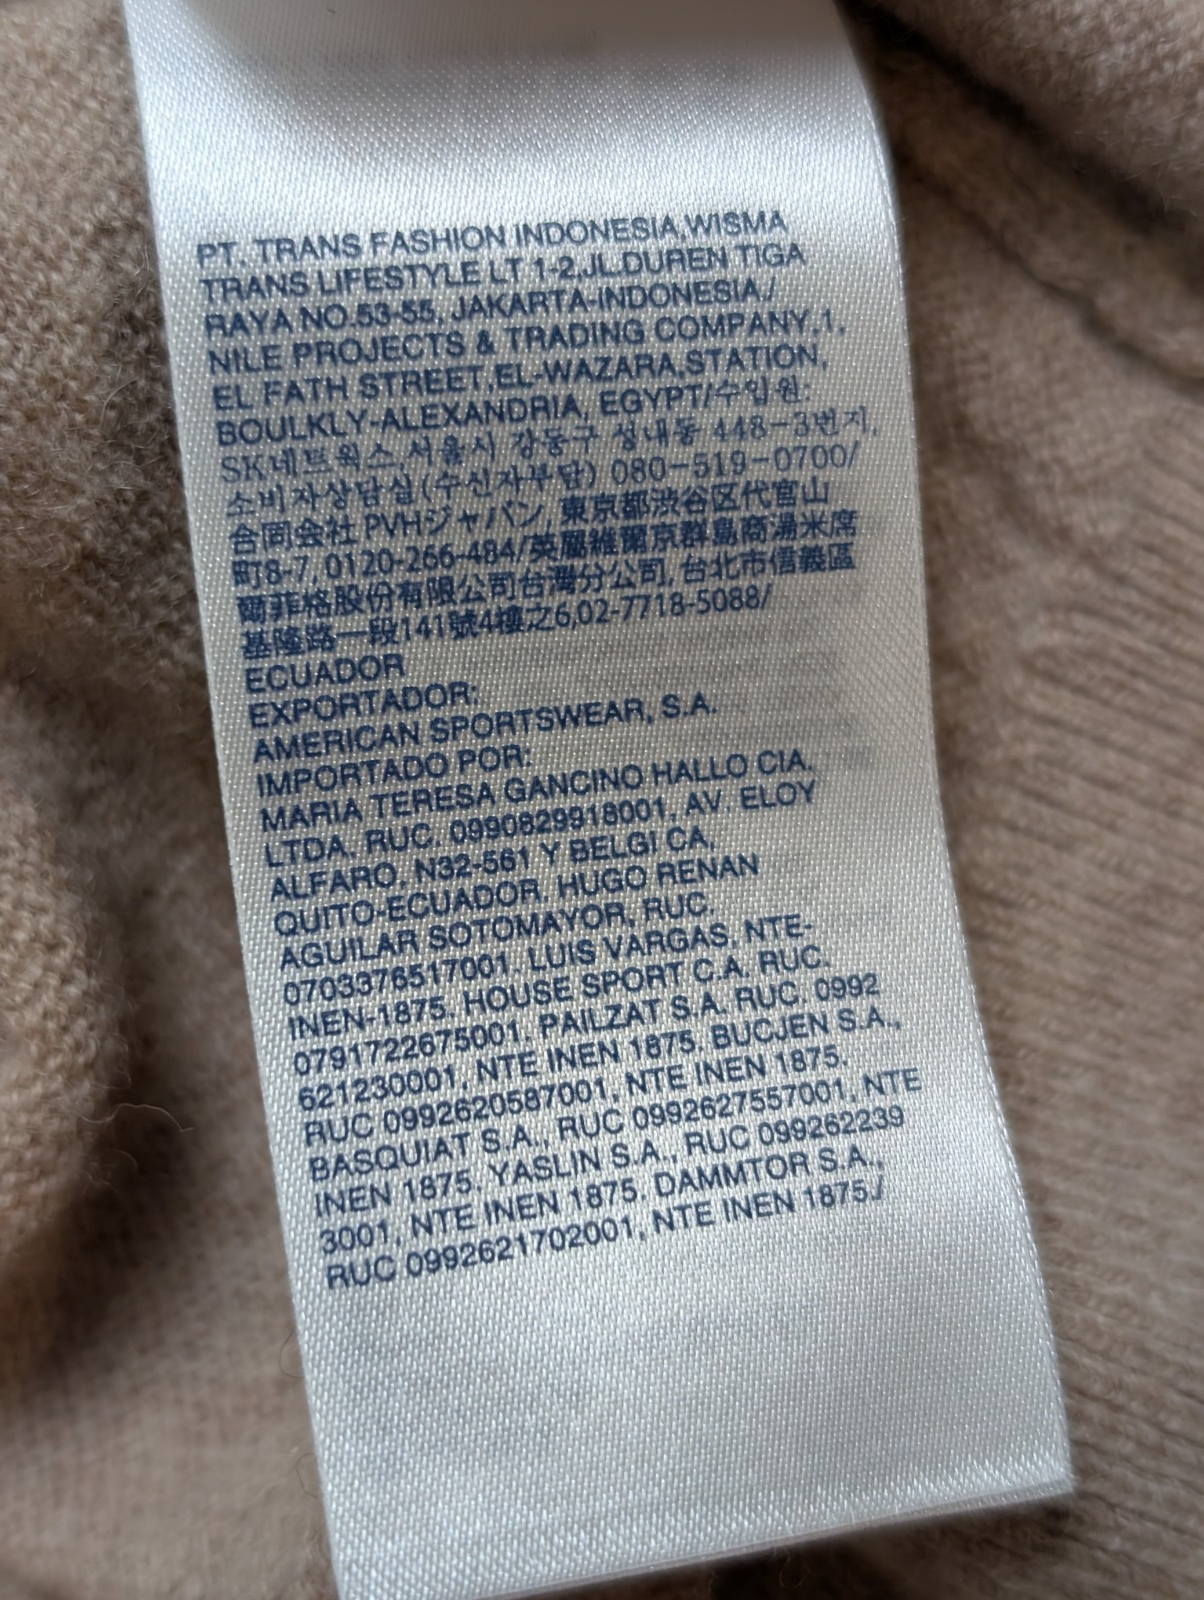 PT. TRANS FASHION INDONESIA,WISMA
TRANS LIFESTYLE LT 1-2,JL.DUREN TIGA
RAYA NO.53-55, JAKARTA-INDONESIA/
NILE PROJECTS & TRADING COMPANY,1,
EL FATH STREET,EL-WAZARA,STATION,
BOULKLY-ALEXANDRIA, EGYPT/수입원:
SK네트웍스,서울시 강동구 성내동 448-3번지,
소비자상담실(수신자부담) 080-519-0700/
合同会社 PVHジャパン, 東京都渋谷区代官山
町8-7, 0120-266-484/英屬維爾京群島商湯米席
爾菲格股份有限公司台灣分公司, 台北市信義區
基隆路一段141號4樓之6,02-7718-5088/
ECUADOR
EXPORTADOR:
AMERICAN SPORTSWEAR, S.A.
IMPORTADO POR:
MARIA TERESA GANCINO HALLO CIA.
LTDA. RUC. 0990829918001. AV. ELOY
ALFARO, N32-561 Y BELGI CA,
QUITO-ECUADOR. HUGO RENAN
AGUILAR SOTOMAYOR, RUC.
0703376517001. LUIS VARGAS, NTE-
INEN-1875. HOUSE SPORT C.A. RUC.
0791722675001. PAILZAT S.A. RUC. 0992
621230001, NTE INEN 1875. BUCJEN S.A.,
RUC 0992620587001, NTE INEN 1875.
BASQUIAT S.A., RUC 0992627557001, NTE
INEN 1875. YASLIN S.A., RUC 099262239
3001, NTE INEN 1875. DAMMTOR S.A.,
RUC 0992621702001, NTE INEN 1875./